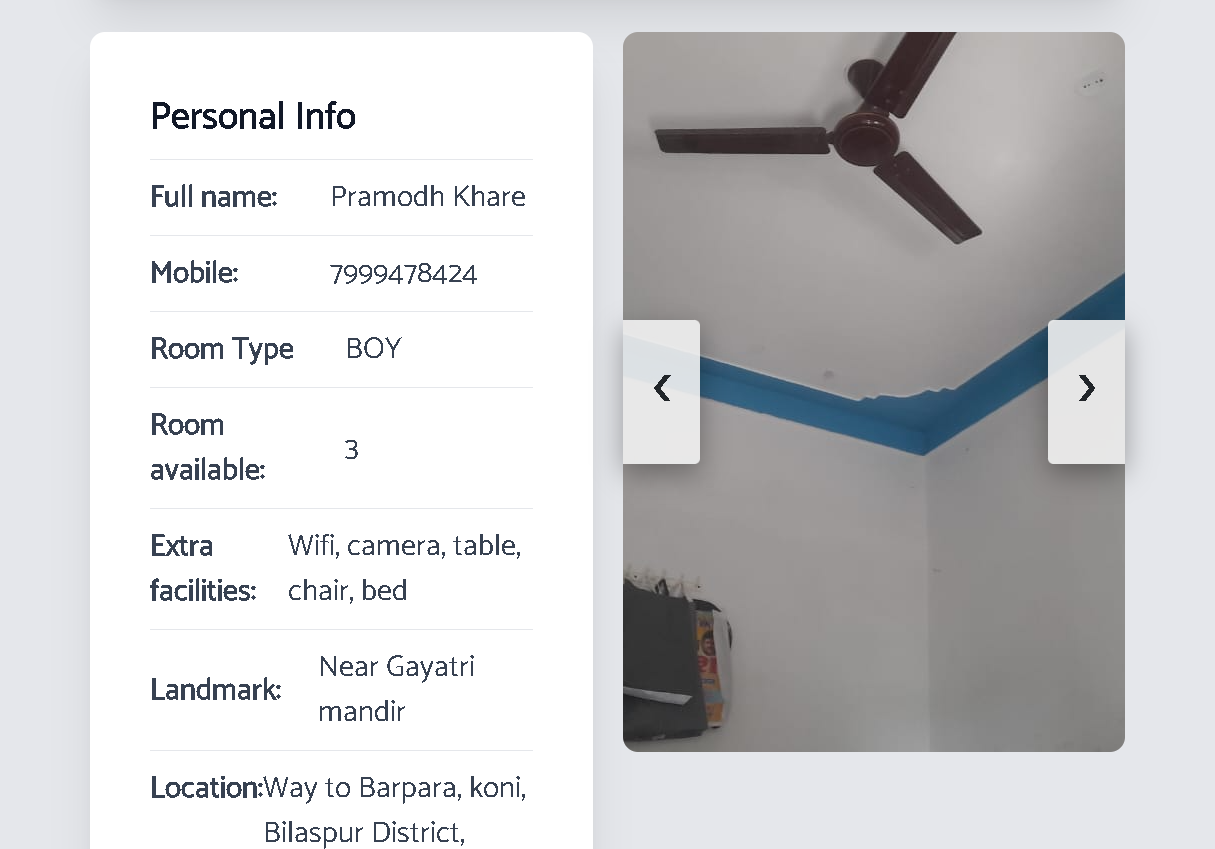 Personal Info
Full name: Pramodh Khare
Mobile: 7999478424
Room Type BOY
Room
available:
3
Extra
facilities:
Wifi, camera, table,
chair, bed
Landmark:
Near Gayatri
mandir
Location:Way to Barpara, koni,
Bilaspur District,
‹
›